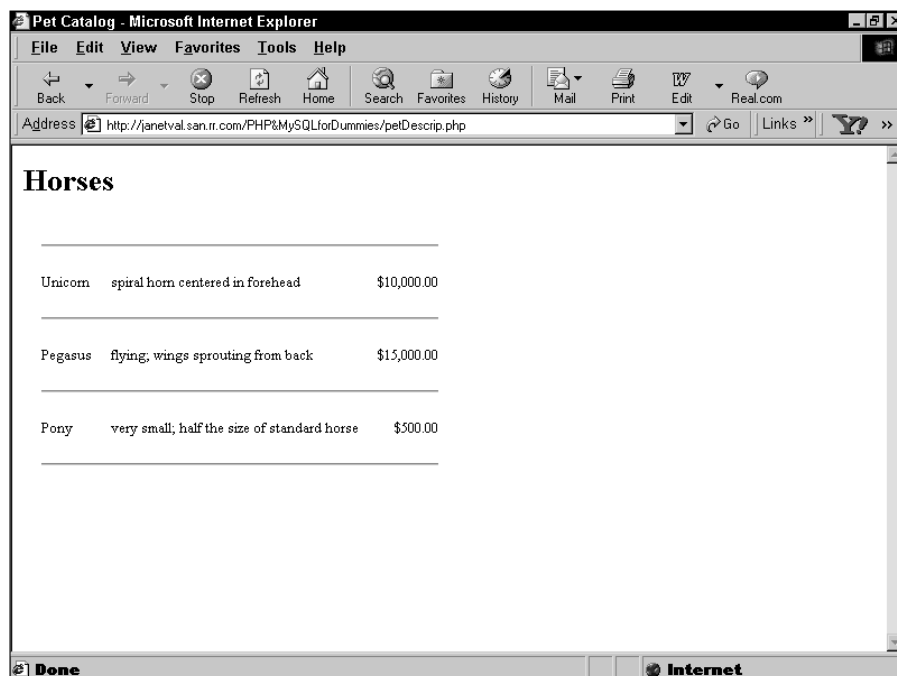 Pet Catalog - Microsoft Internet Explorer
File Edit View Favorites Tools Help
Back Forward Stop Refresh Home Search Favorites History Mail Print Edit Real.com
Address http://janetval.san.rr.com/PHP&MySQLforDummies/petDescrip.php Go Links » Y! »
Horses
Unicorn spiral horn centered in forehead $10,000.00
Pegasus flying; wings sprouting from back $15,000.00
Pony very small; half the size of standard horse $500.00
Done Internet